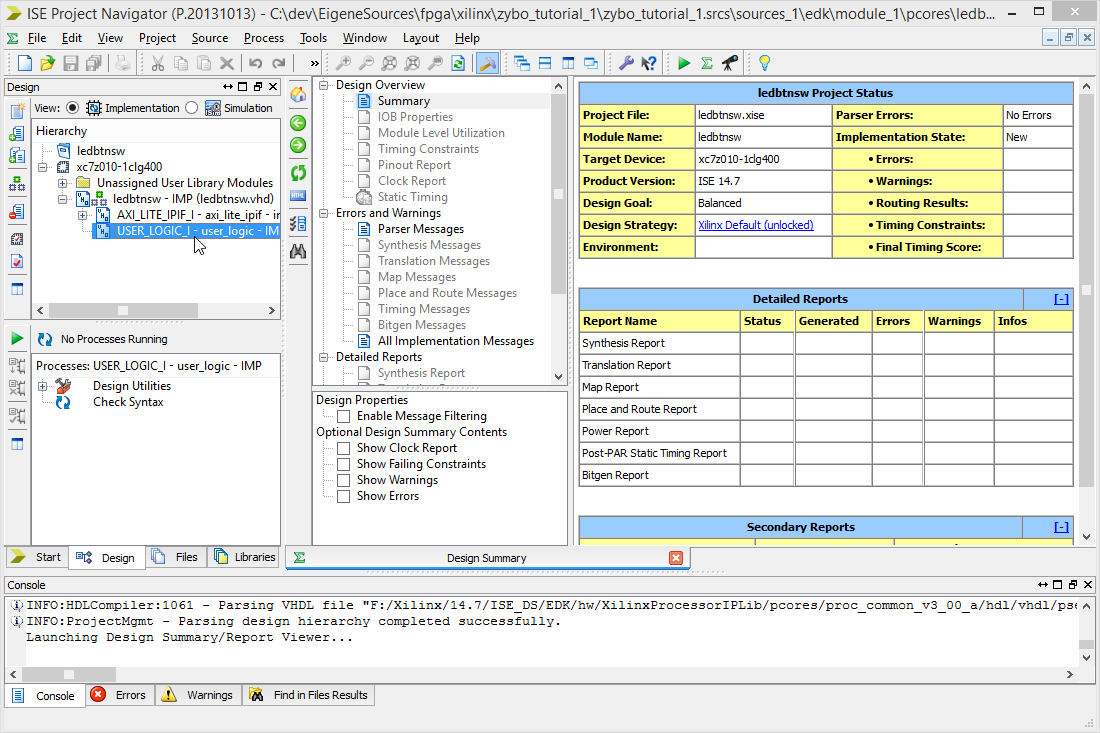 ISE Project Navigator (P.20131013) - C:\dev\EigeneSources\fpga\xilinx\zybo_tutorial_1\zybo_tutorial_1.srcs\sources_1\edk\module_1\pcores\ledb...
File Edit View Project Source Process Tools Window Layout Help
»
Design
View: Implementation Simulation
Hierarchy
ledbtnsw
xc7z010-1clg400
Unassigned User Library Modules
ledbtnsw - IMP (ledbtnsw.vhd)
AXI_LITE_IPIF_I - axi_lite_ipif - i
USER_LOGIC_I - user_logic - IM
No Processes Running
Processes: USER_LOGIC_I - user_logic - IMP
Design Utilities
Check Syntax
Start Design Files Libraries
Design Overview
Summary
IOB Properties
Module Level Utilization
Timing Constraints
Pinout Report
Clock Report
Static Timing
Errors and Warnings
Parser Messages
Synthesis Messages
Translation Messages
Map Messages
Place and Route Messages
Timing Messages
Bitgen Messages
All Implementation Messages
Detailed Reports
Synthesis Report
Design Properties
Enable Message Filtering
Optional Design Summary Contents
Show Clock Report
Show Failing Constraints
Show Warnings
Show Errors
Design Summary
ledbtnsw Project Status
Project File: ledbtnsw.xise Parser Errors: No Errors
Module Name: ledbtnsw Implementation State: New
Target Device: xc7z010-1clg400 • Errors:
Product Version: ISE 14.7 • Warnings:
Design Goal: Balanced • Routing Results:
Design Strategy: Xilinx Default (unlocked) • Timing Constraints:
Environment: • Final Timing Score:
Detailed Reports [-]
Report Name Status Generated Errors Warnings Infos
Synthesis Report
Translation Report
Map Report
Place and Route Report
Power Report
Post-PAR Static Timing Report
Bitgen Report
Secondary Reports [-]
Console
INFO:HDLCompiler:1061 - Parsing VHDL file "F:/Xilinx/14.7/ISE_DS/EDK/hw/XilinxProcessorIPLib/pcores/proc_common_v3_00_a/hdl/vhdl/pse
INFO:ProjectMgmt - Parsing design hierarchy completed successfully.
Launching Design Summary/Report Viewer...
Console Errors Warnings Find in Files Results